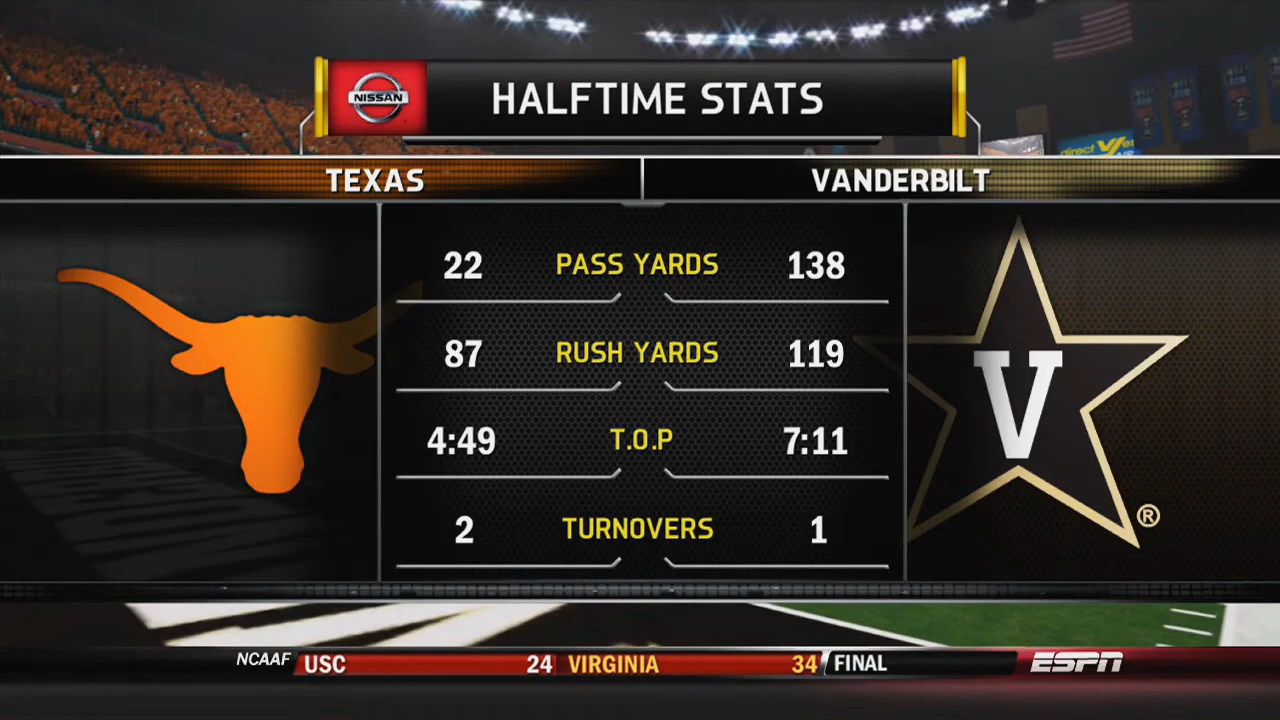 NISSAN
HALFTIME STATS
direct
TEXAS VANDERBILT
22 PASS YARDS 138
87 RUSH YARDS 119
4:49 T.O.P 7:11
2 TURNOVERS 1
V
®
NCAAF USC 24 VIRGINIA 34 FINAL ESPN